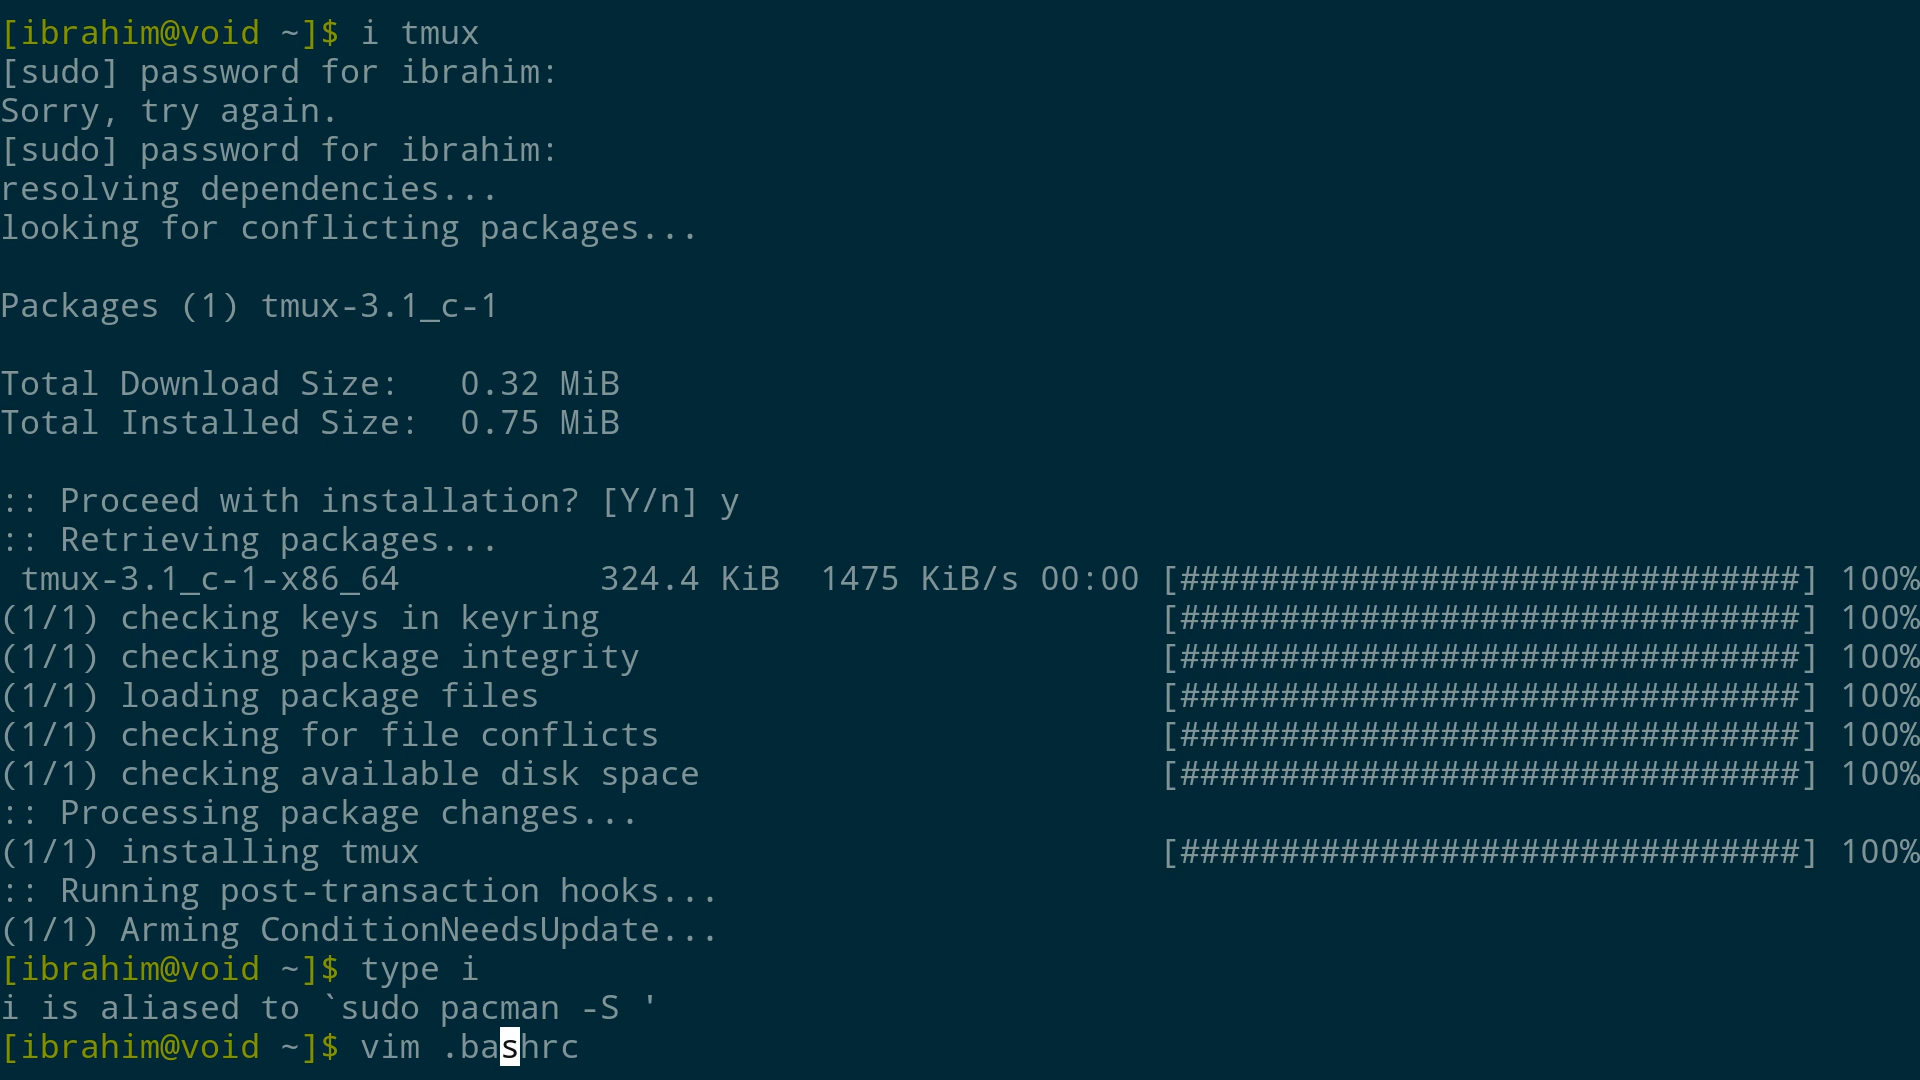 [ibrahim@void ~]$ i tmux
[sudo] password for ibrahim:
Sorry, try again.
[sudo] password for ibrahim:
resolving dependencies...
looking for conflicting packages...

Packages (1) tmux-3.1_c-1

Total Download Size:   0.32 MiB
Total Installed Size:  0.75 MiB

:: Proceed with installation? [Y/n] y
:: Retrieving packages...
 tmux-3.1_c-1-x86_64          324.4 KiB  1475 KiB/s 00:00 [###############################] 100%
(1/1) checking keys in keyring                            [###############################] 100%
(1/1) checking package integrity                          [###############################] 100%
(1/1) loading package files                               [###############################] 100%
(1/1) checking for file conflicts                         [###############################] 100%
(1/1) checking available disk space                       [###############################] 100%
:: Processing package changes...
(1/1) installing tmux                                     [###############################] 100%
:: Running post-transaction hooks...
(1/1) Arming ConditionNeedsUpdate...
[ibrahim@void ~]$ type i
i is aliased to `sudo pacman -S '
[ibrahim@void ~]$ vim .bashrc